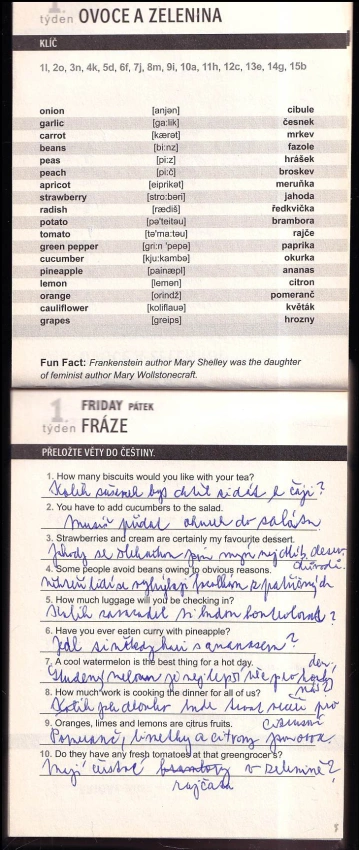 1.
týden OVOCE A ZELENINA
KLÍČ
1l, 2o, 3n, 4k, 5d, 6f, 7j, 8m, 9i, 10a, 11h, 12c, 13e, 14g, 15b
onion [anjən] cibule
garlic [ga:lik] česnek
carrot [kærət] mrkev
beans [bi:nz] fazole
peas [pi:z] hrášek
peach [pi:č] broskev
apricot [eiprikət] meruňka
strawberry [stro:bəri] jahoda
radish [rædiš] ředkvička
potato [pə'teitəu] brambora
tomato [tə'ma:təu] rajče
green pepper [gri:n 'pepə] paprika
cucumber [kju:kambə] okurka
pineapple [painæpl] ananas
lemon [lemən] citron
orange [orindž] pomeranč
cauliflower [koliflauə] květák
grapes [greips] hrozny
Fun Fact: Frankenstein author Mary Shelley was the daughter
of feminist author Mary Wollstonecraft.
1. FRIDAY PÁTEK
týden FRÁZE
PŘELOŽTE VĚTY DO ČEŠTINY.
1. How many biscuits would you like with your tea?
Kolik sušenek bys chtěl k čaji?
2. You have to add cucumbers to the salad.
Musíš přidat okurek do salátu
3. Strawberries and cream are certainly my favourite dessert.
Jahody se šlehačkou jsou můj nejoblíb. dezer.
4. Some people avoid beans owing to obvious reasons.
důvodů.
někteří lidé se vyhýbají fazolím z patřičných
5. How much luggage will you be checking in?
Kolik zavazadel si budou kontrolovat?
6. Have you ever eaten curry with pineapple?
Jedl si někdy kuri s ananasem?
7. A cool watermelon is the best thing for a hot day.
den,
Studený meloun je nejlepší věc pro horký
8. How much work is cooking the dinner for all of us?
nás?
Kolik
pro
9. Oranges, limes and lemons are citrus fruits.
Pomeranč, limetky a citrony jsou ovoce.
10. Do they have any fresh tomatoes at that greengrocer's?
Mají čerstvé brambory v zelenině?
rajčata